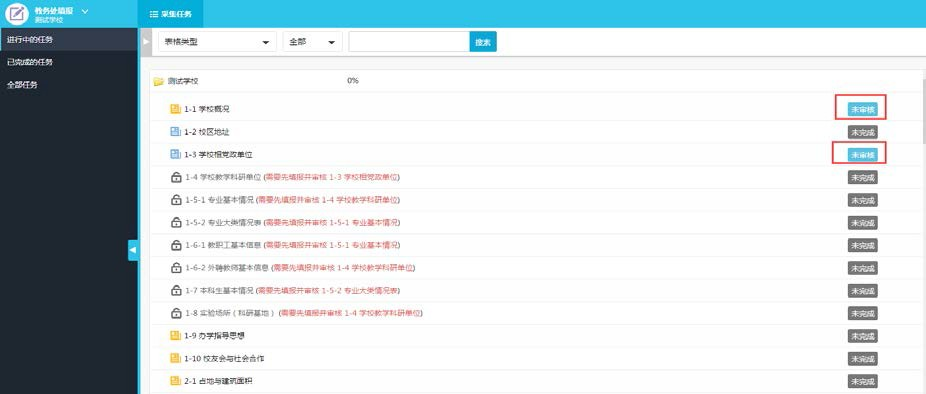 教务处填报
测试学校
采集任务
进行中的任务
已完成的任务
全部任务
表格类型 全部 搜索
测试学校 0%
1-1 学校概况 未审核
1-2 校区地址 未完成
1-3 学校相党政单位 未审核
1-4 学校教学科研单位 (需要先填报并审核 1-3 学校相党政单位) 未完成
1-5-1 专业基本情况 (需要先填报并审核 1-4 学校教学科研单位) 未完成
1-5-2 专业大类情况表 (需要先填报并审核 1-5-1 专业基本情况) 未完成
1-6-1 教职工基本信息 (需要先填报并审核 1-5-1 专业基本情况) 未完成
1-6-2 外聘教师基本信息 (需要先填报并审核 1-4 学校教学科研单位) 未完成
1-7 本科生基本情况 (需要先填报并审核 1-5-2 专业大类情况表) 未完成
1-8 实验场所（科研基地） (需要先填报并审核 1-4 学校教学科研单位) 未完成
1-9 办学指导思想 未完成
1-10 校友会与社会合作 未完成
2-1 占地与建筑面积 未完成